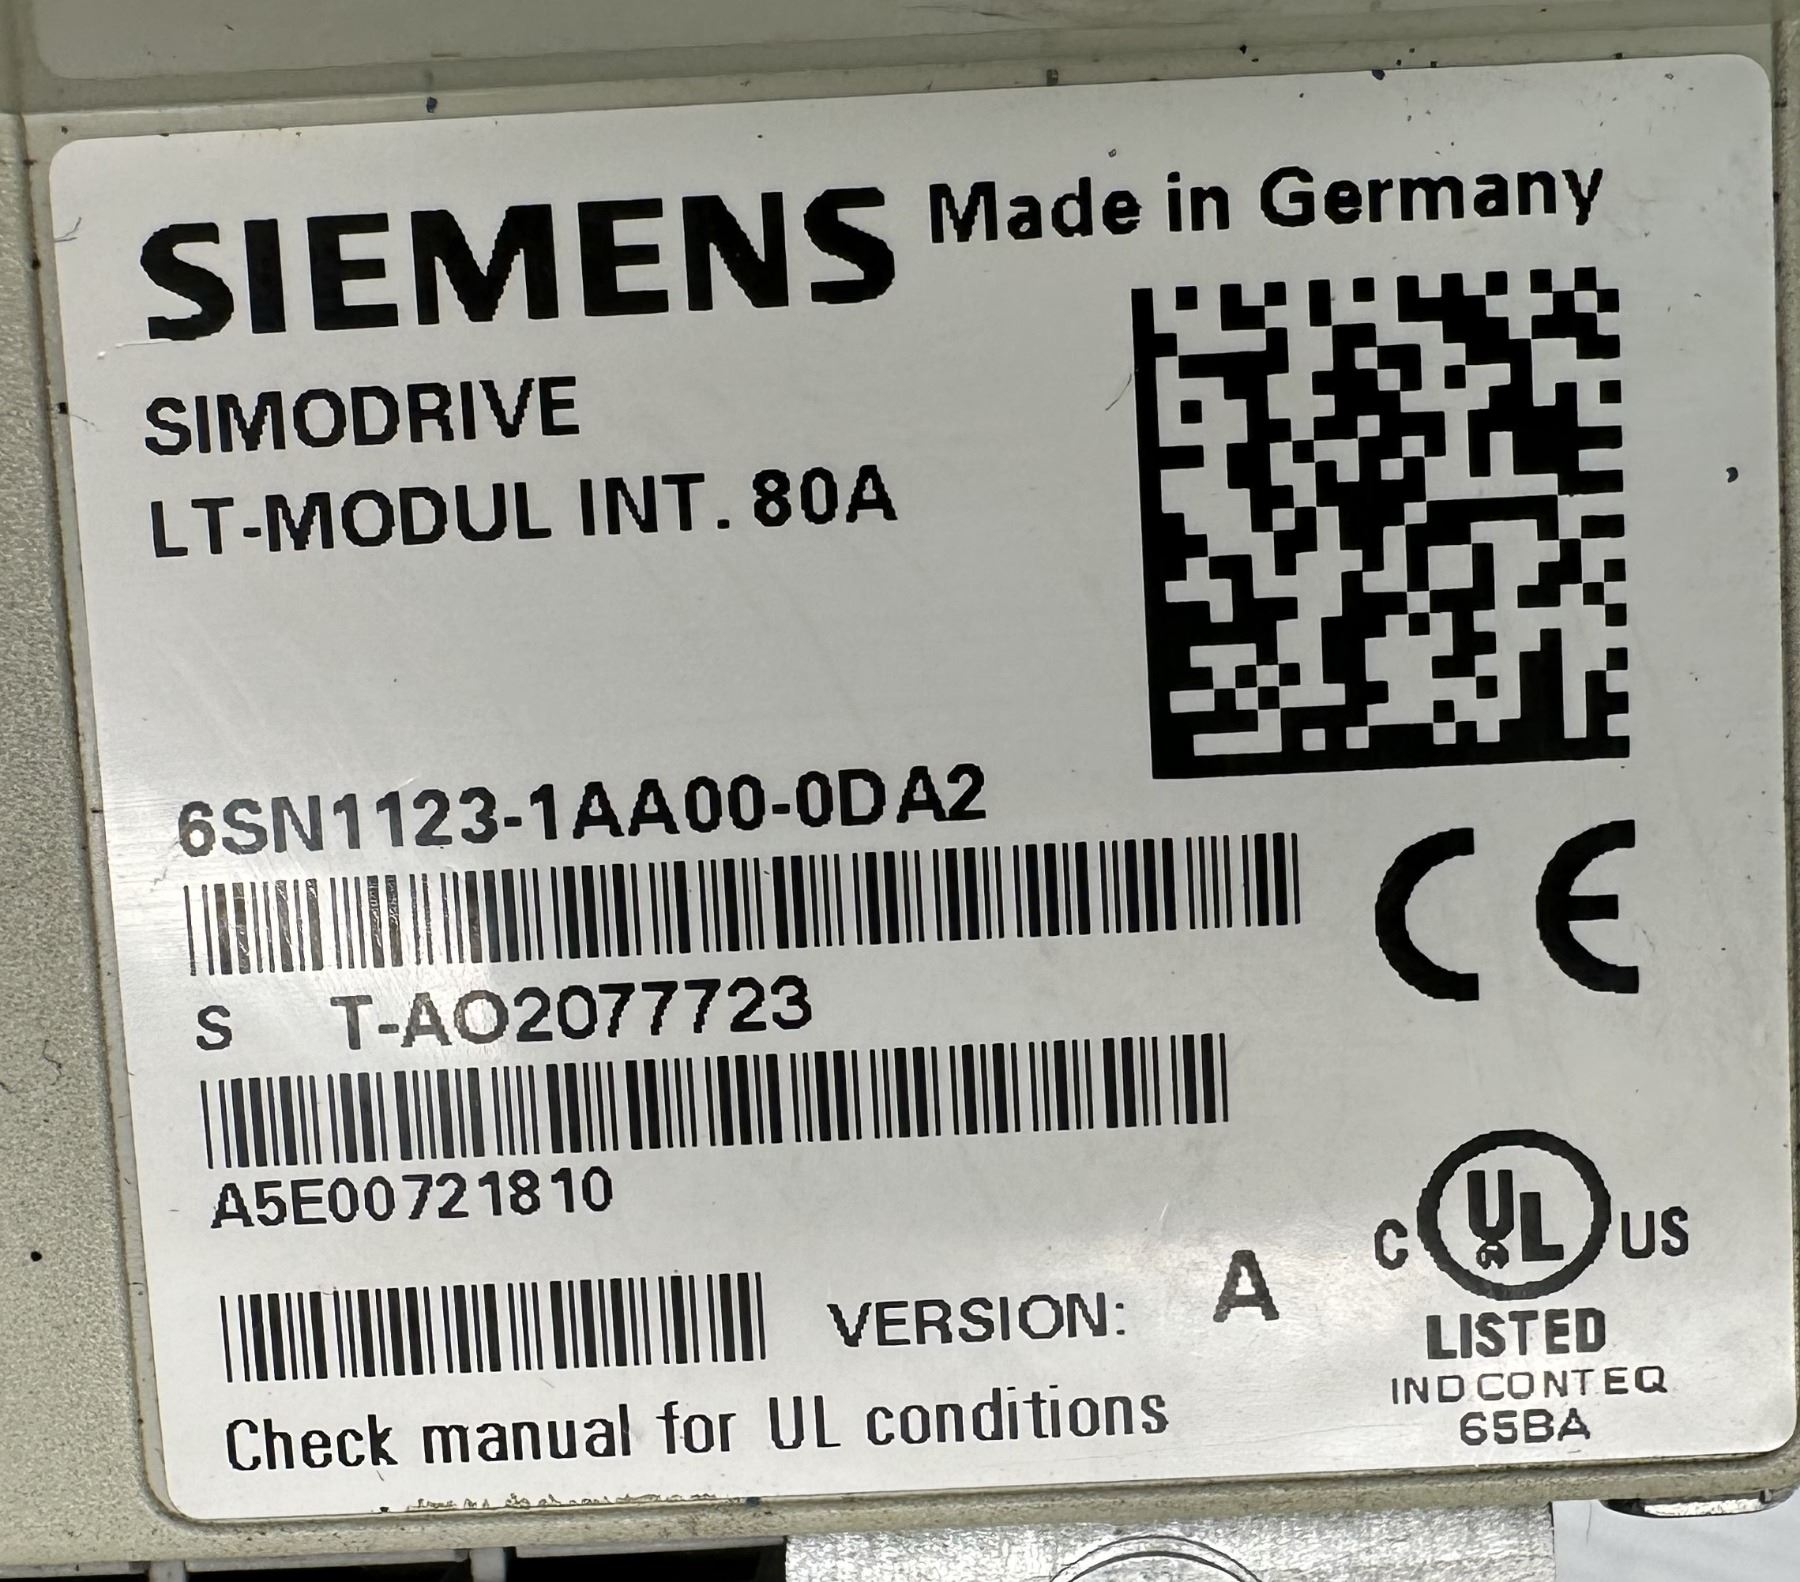 SIEMENS Made in Germany
SIMODRIVE
LT-MODUL INT. 80A
6SN1123-1AA00-0DA2
S T-AO2077723
A5E00721810
VERSION: A
Check manual for UL conditions
C UL US
LISTED
IND CONT EQ
65BA
CE